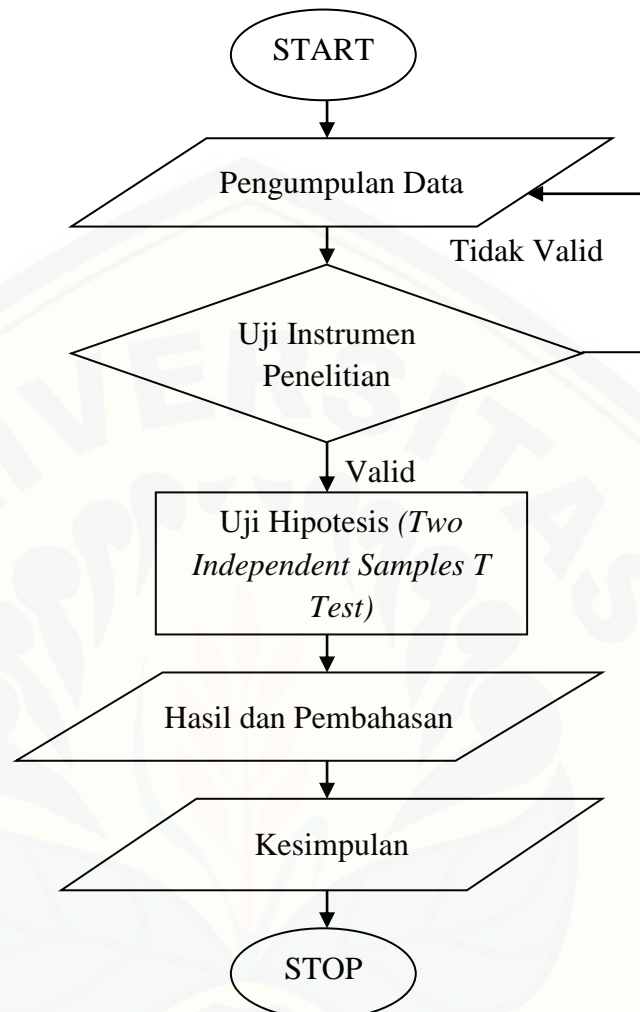 START
Pengumpulan Data
Tidak Valid
Uji Instrumen
Penelitian
Valid
Uji Hipotesis (Two
Independent Samples T
Test)
Hasil dan Pembahasan
Kesimpulan
STOP